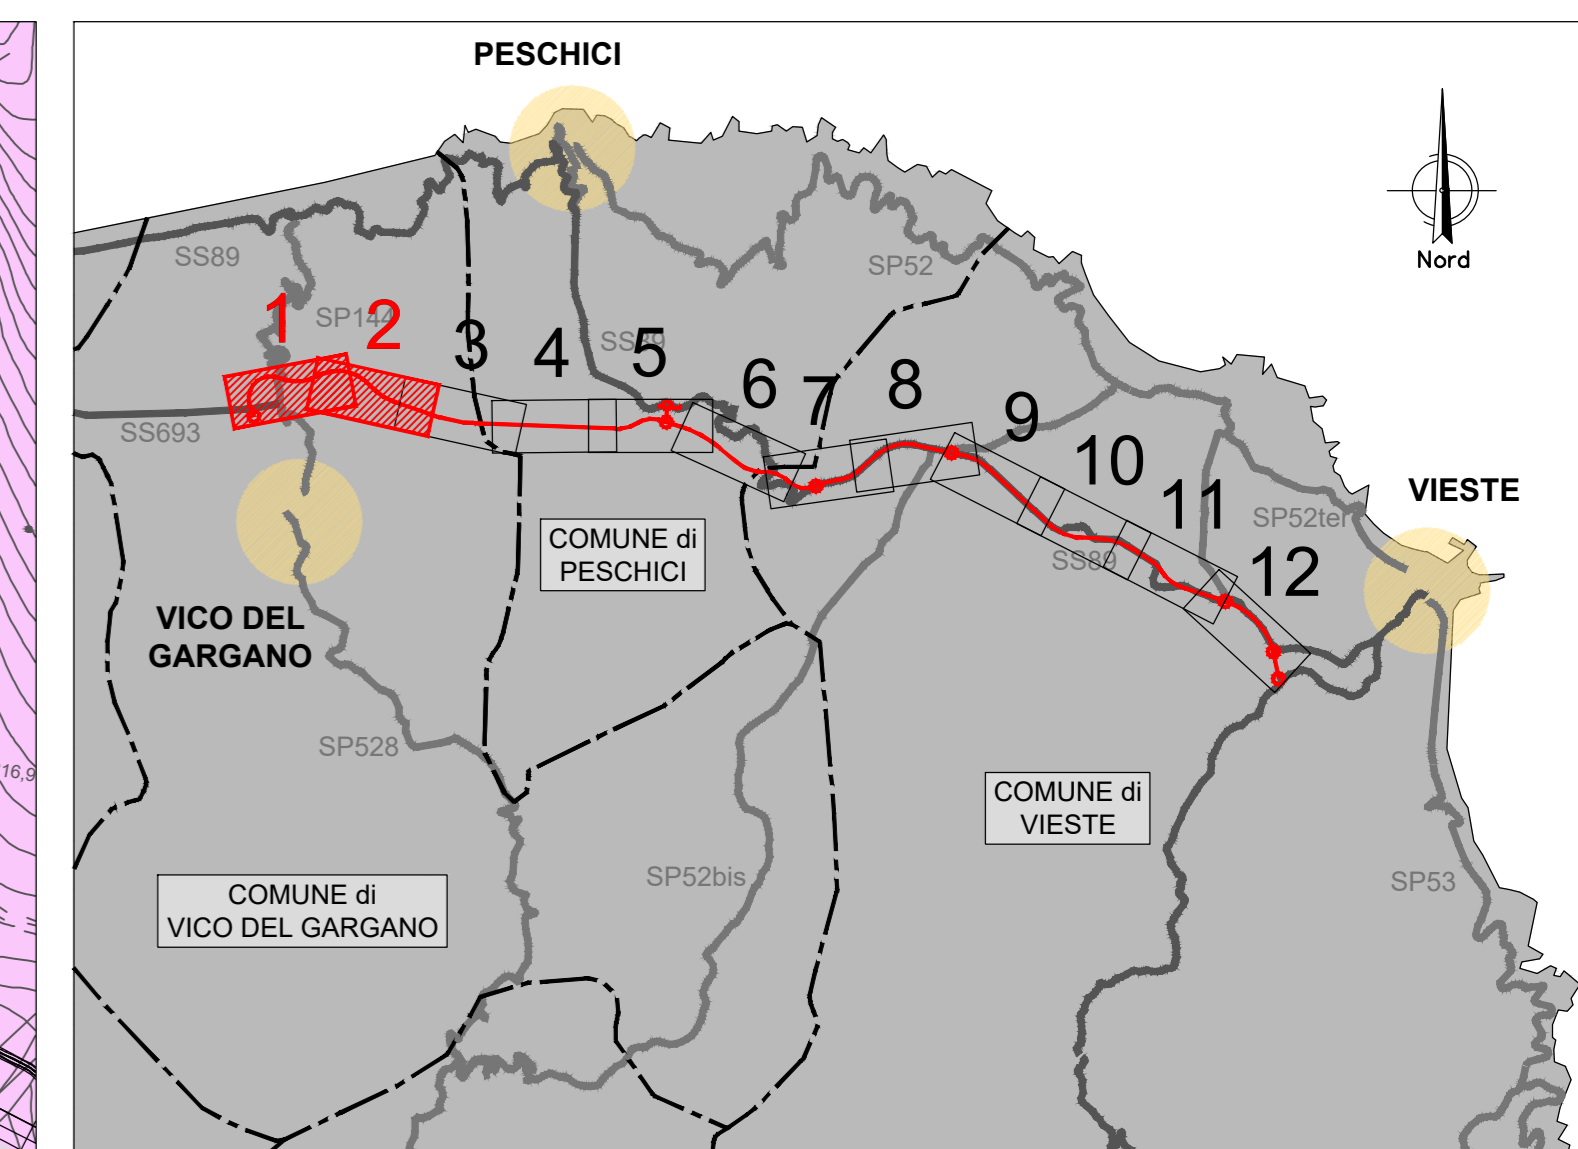 PESCHICI
Nord
SS89
SP52
1
SP144
2
3
4
SS89
5
6
7
8
9
10
11
12
SS693
SP52ter
VIESTE
COMUNE di
PESCHICI
SS89
VICO DEL
GARGANO
SP528
COMUNE di
VIESTE
16,9
SP52bis
SP53
COMUNE di
VICO DEL GARGANO